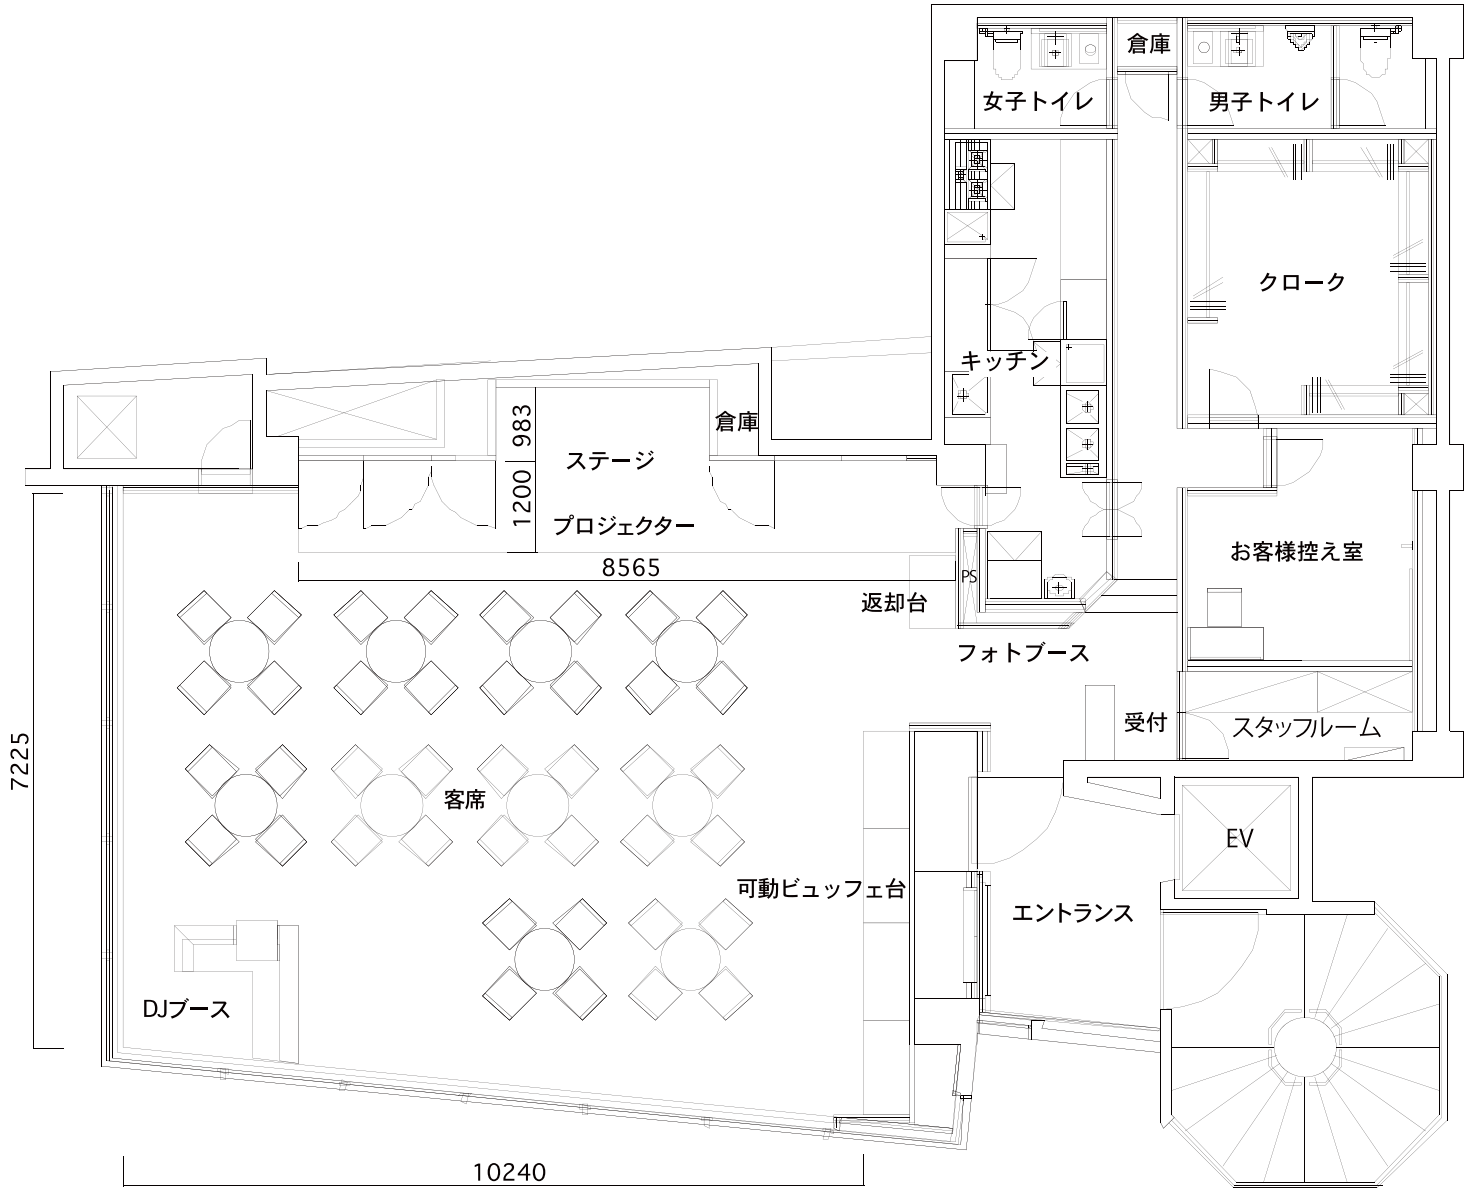 倉庫
女子トイレ
男子トイレ
クローク
キッチン
983
倉庫
ステージ
1200
プロジェクター
お客様控え室
8565
PS
返却台
フォトブース
受付
スタッフルーム
7225
客席
EV
可動ビュッフェ台
エントランス
DJブース
10240